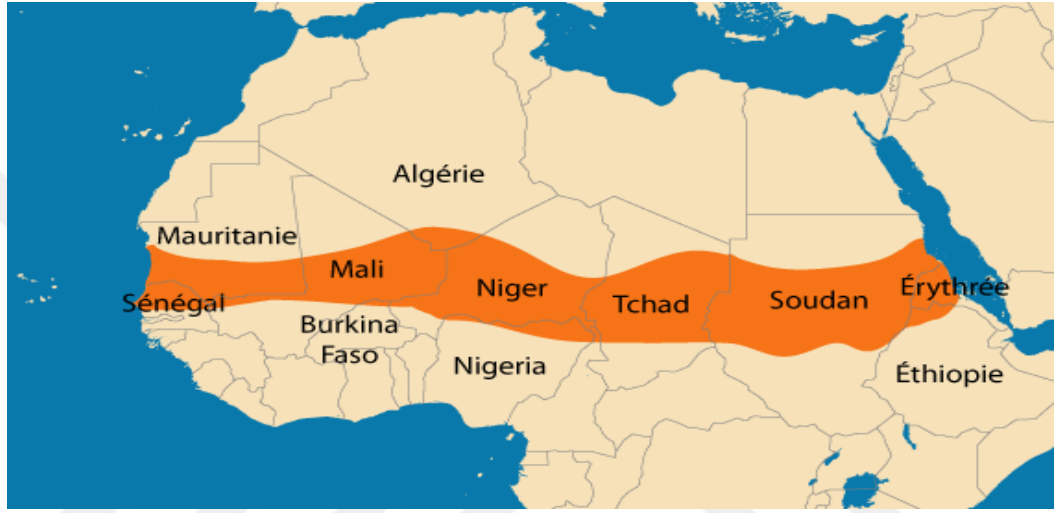 Algérie
Mauritanie
Mali
Niger
Tchad
Soudan
Érythrée
Sénégal
Burkina
Faso
Nigeria
Éthiopie